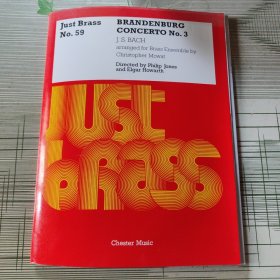 Just Brass
No. 59
BRANDENBURG
CONCERTO No. 3
J. S. BACH
arranged for Brass Ensemble by
Christopher Mowat
Directed by Philip Jones
and Elgar Howarth
JUST
BRASS
Chester Music